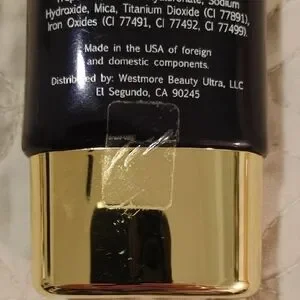 Hydroxide, Mica, Titanium Dioxide (CI 77891),
Iron Oxides (CI 77491, CI 77492, CI 77499)
Made in the USA of foreign
and domestic components.
Distributed by: Westmore Beauty Ultra, LLC
El Segundo, CA 90245